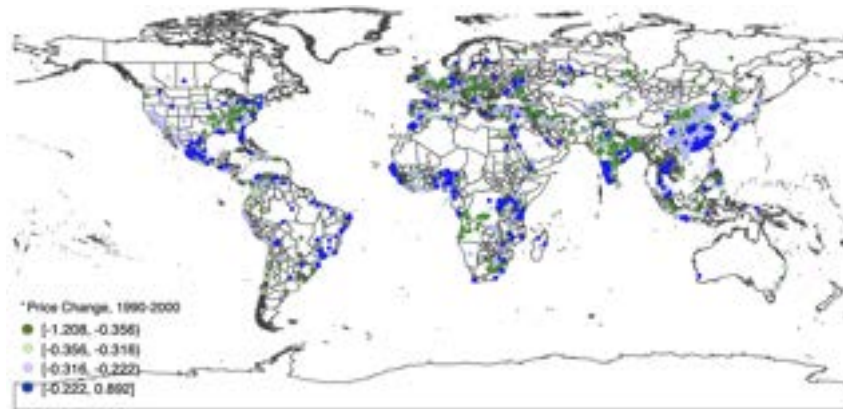 *Price Change, 1990-2000
[-1.208, -0.356)
[-0.356, -0.316)
[-0.316, -0.222)
[-0.222, 0.892]